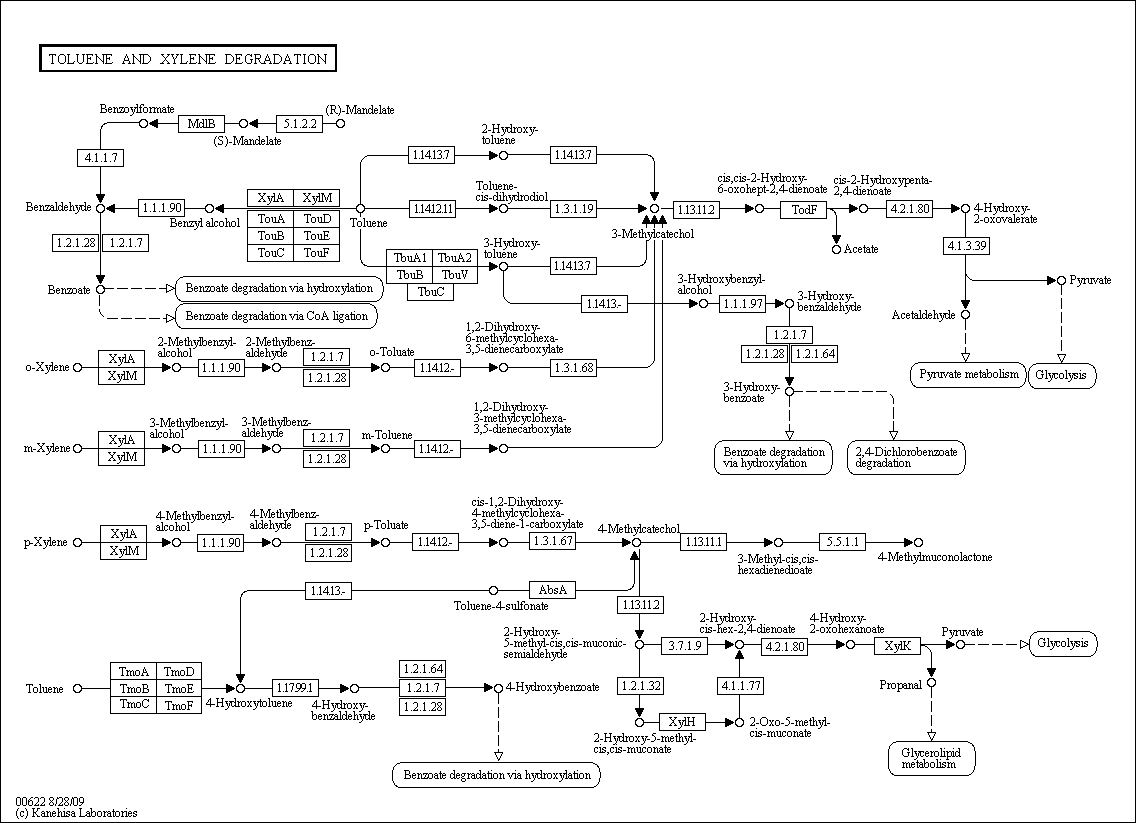 TOLUENE AND XYLENE DEGRADATION
Benzoylformate
MdlB
5.1.2.2
(R)-Mandelate
(S)-Mandelate
4.1.1.7
2-Hydroxy-
toluene
1.14.13.7
1.14.13.7
Benzaldehyde
1.1.1.90
Benzyl alcohol
XylA
XylM
TouA
TouD
TouB
TouE
TouC
TouF
Toluene
Toluene-
cis-dihydrodiol
1.14.12.11
1.3.1.19
3-Methylcatechol
1.13.11.2
cis,cis-2-Hydroxy-
6-oxohept-2,4-dienoate
TodF
cis-2-Hydroxypenta-
2,4-dienoate
4.2.1.80
4-Hydroxy-
2-oxovalerate
Acetate
4.1.3.39
1.2.1.28
1.2.1.7
TbuA1
TbuA2
TbuB
TbuV
TbuC
3-Hydroxy-
toluene
1.14.13.7
Benzoate
Benzoate degradation via hydroxylation
Benzoate degradation via CoA ligation
1.14.13.-
3-Hydroxybenzyl-
alcohol
1.1.1.97
3-Hydroxy-
benzaldehyde
Pyruvate
Acetaldehyde
1.2.1.7
1.2.1.28
1.2.1.64
Pyruvate metabolism
Glycolysis
o-Xylene
XylA
XylM
2-Methylbenzyl-
alcohol
1.1.1.90
2-Methylbenz-
aldehyde
1.2.1.7
1.2.1.28
o-Toluate
1.14.12.-
1,2-Dihydroxy-
6-methylcyclohexa-
3,5-dienecarboxylate
1.3.1.68
3-Hydroxy-
benzoate
m-Xylene
XylA
XylM
3-Methylbenzyl-
alcohol
1.1.1.90
3-Methylbenz-
aldehyde
1.2.1.7
1.2.1.28
m-Toluene
1.14.12.-
1,2-Dihydroxy-
3-methylcyclohexa-
3,5-dienecarboxylate
Benzoate degradation
via hydroxylation
2,4-Dichlorobenzoate
degradation
p-Xylene
XylA
XylM
4-Methylbenzyl-
alcohol
1.1.1.90
4-Methylbenz-
aldehyde
1.2.1.7
1.2.1.28
p-Toluate
1.14.12.-
cis-1,2-Dihydroxy-
4-methylcyclohexa-
3,5-diene-1-carboxylate
1.3.1.67
4-Methylcatechol
1.13.11.1
3-Methyl-cis,cis-
hexadienedioate
5.5.1.1
4-Methylmuconolactone
1.14.13.-
Toluene-4-sulfonate
AbsA
1.13.11.2
2-Hydroxy-
5-methyl-cis,cis-muconic-
semialdehyde
3.7.1.9
2-Hydroxy-
cis-hex-2,4-dienoate
4.2.1.80
4-Hydroxy-
2-oxohexanoate
XylK
Pyruvate
Glycolysis
Propanal
Toluene
TmoA
TmoD
TmoB
TmoE
TmoC
TmoF
4-Hydroxytoluene
1.17.99.1
4-Hydroxy-
benzaldehyde
1.2.1.64
1.2.1.7
1.2.1.28
4-Hydroxybenzoate
1.2.1.32
4.1.1.77
XylH
2-Hydroxy-5-methyl-
cis,cis-muconate
2-Oxo-5-methyl-
cis-muconate
Glycerolipid
metabolism
Benzoate degradation via hydroxylation
00622 8/28/09
(c) Kanehisa Laboratories